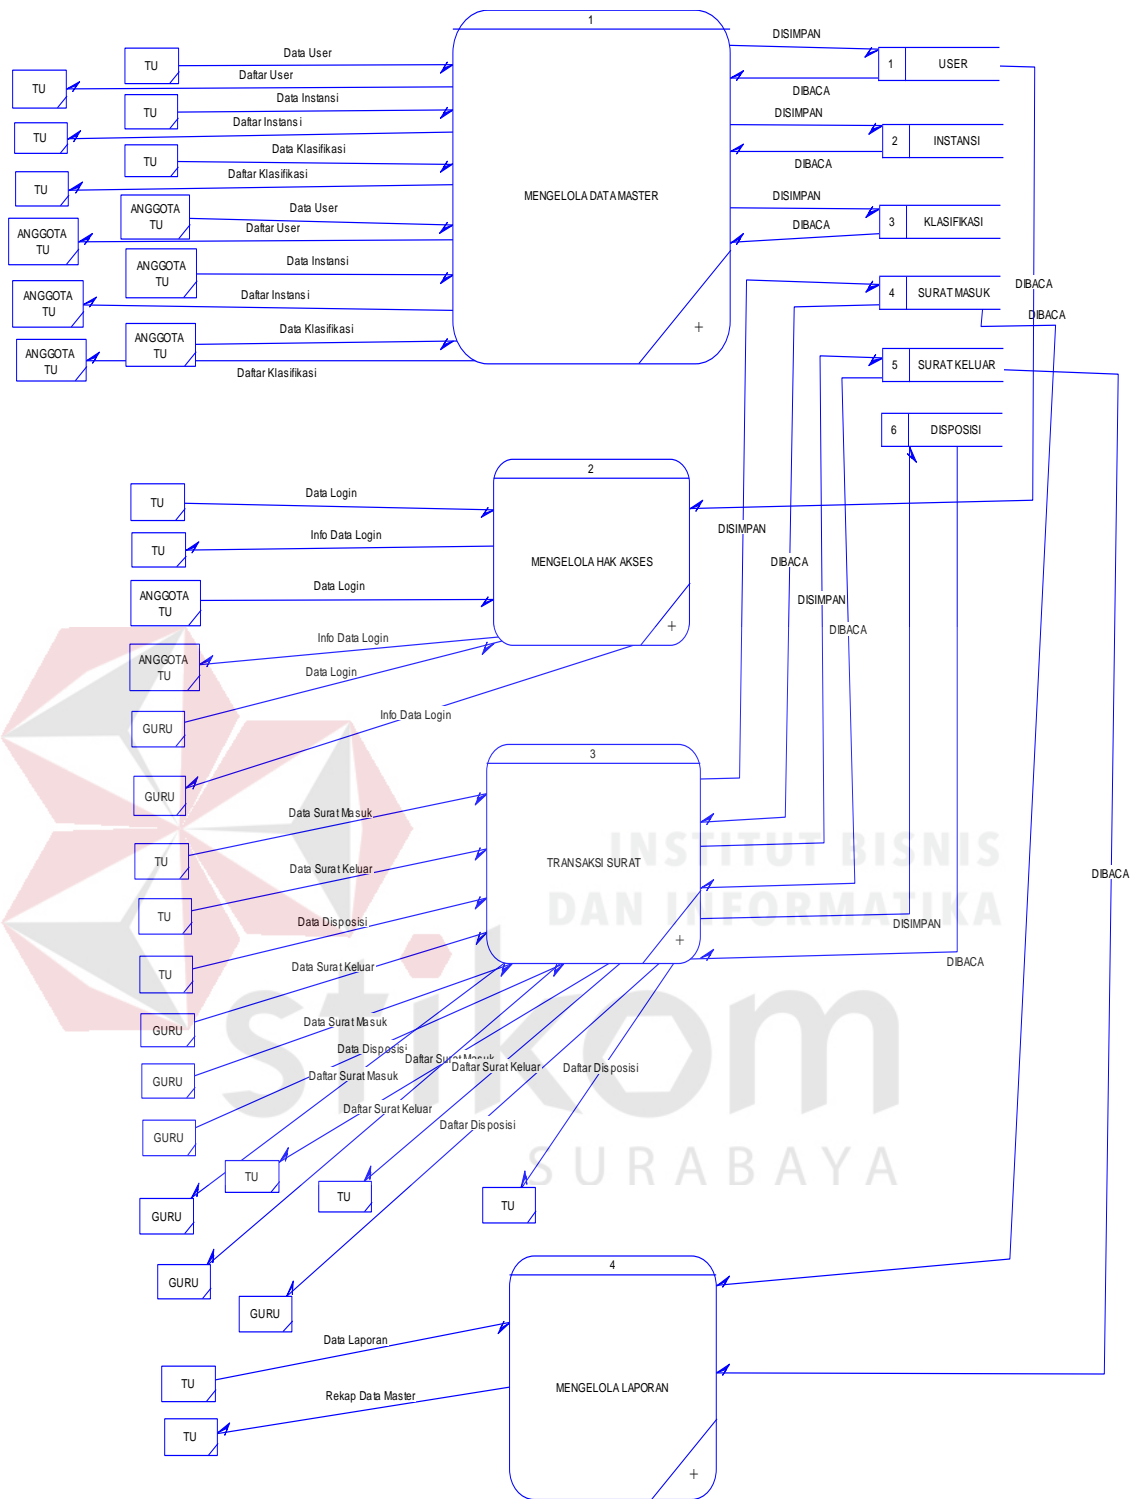 1
MENGELOLA DATA MASTER
TU
Data User
TU
Daftar User
TU
Data Instansi
TU
Daftar Instansi
TU
Data Klasifikasi
TU
Daftar Klasifikasi
ANGGOTA
TU
Data User
ANGGOTA
TU
Daftar User
ANGGOTA
TU
Data Instansi
ANGGOTA
TU
Daftar Instansi
ANGGOTA
TU
Data Klasifikasi
ANGGOTA
TU
Daftar Klasifikasi
DISIMPAN
1 USER
DIBACA
DISIMPAN
2 INSTANSI
DIBACA
DISIMPAN
3 KLASIFIKASI
DIBACA
4 SURAT MASUK
DIBACA
DIBACA
5 SURAT KELUAR
6 DISPOSISI
2
MENGELOLA HAK AKSES
TU
Data Login
TU
Info Data Login
ANGGOTA
TU
Data Login
ANGGOTA
TU
Info Data Login
GURU
Data Login
GURU
Info Data Login
DISIMPAN
DIBACA
DISIMPAN
DIBACA
3
TRANSAKSI SURAT
TU
Data Surat Masuk
TU
Data Surat Keluar
TU
Data Disposisi
GURU
Data Surat Keluar
GURU
Data Surat Masuk
GURU
Data Disposisi
GURU
Daftar Surat Masuk
GURU
Daftar Surat Keluar
GURU
Daftar Disposisi
TU
Daftar Surat Masuk
TU
Daftar Surat Keluar
TU
Daftar Disposisi
DISIMPAN
DIBACA
DIBACA
INSTITUT BISNIS
DAN INFORMATIKA
stikom
SURABAYA
4
MENGELOLA LAPORAN
TU
Data Laporan
TU
Rekap Data Master